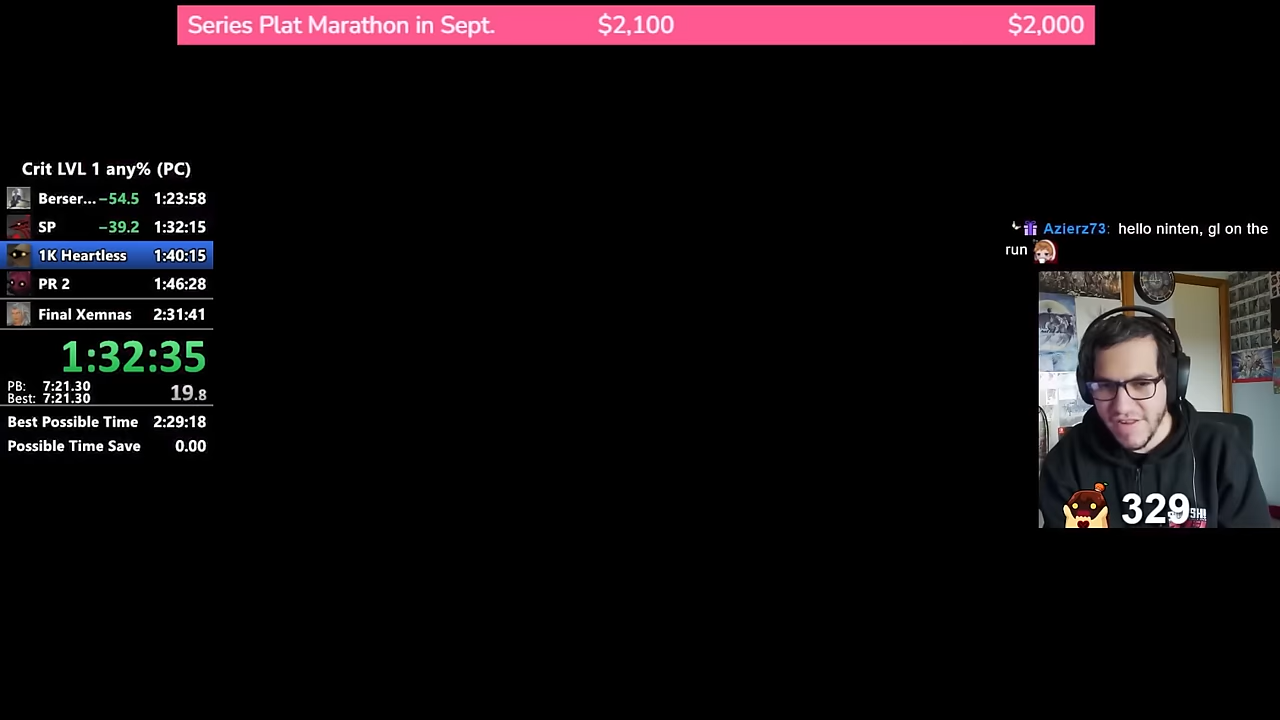 Series Plat Marathon in Sept. $2,100 $2,000
Crit LVL 1 any% (PC)
Berser... −54.5 1:23:58
SP −39.2 1:32:15
1K Heartless 1:40:15
PR 2 1:46:28
Final Xemnas 2:31:41
1:32:35
PB: 7:21.30
Best: 7:21.30
19.8
Best Possible Time 2:29:18
Possible Time Save 0.00
Azierz73: hello ninten, gl on the
run
329